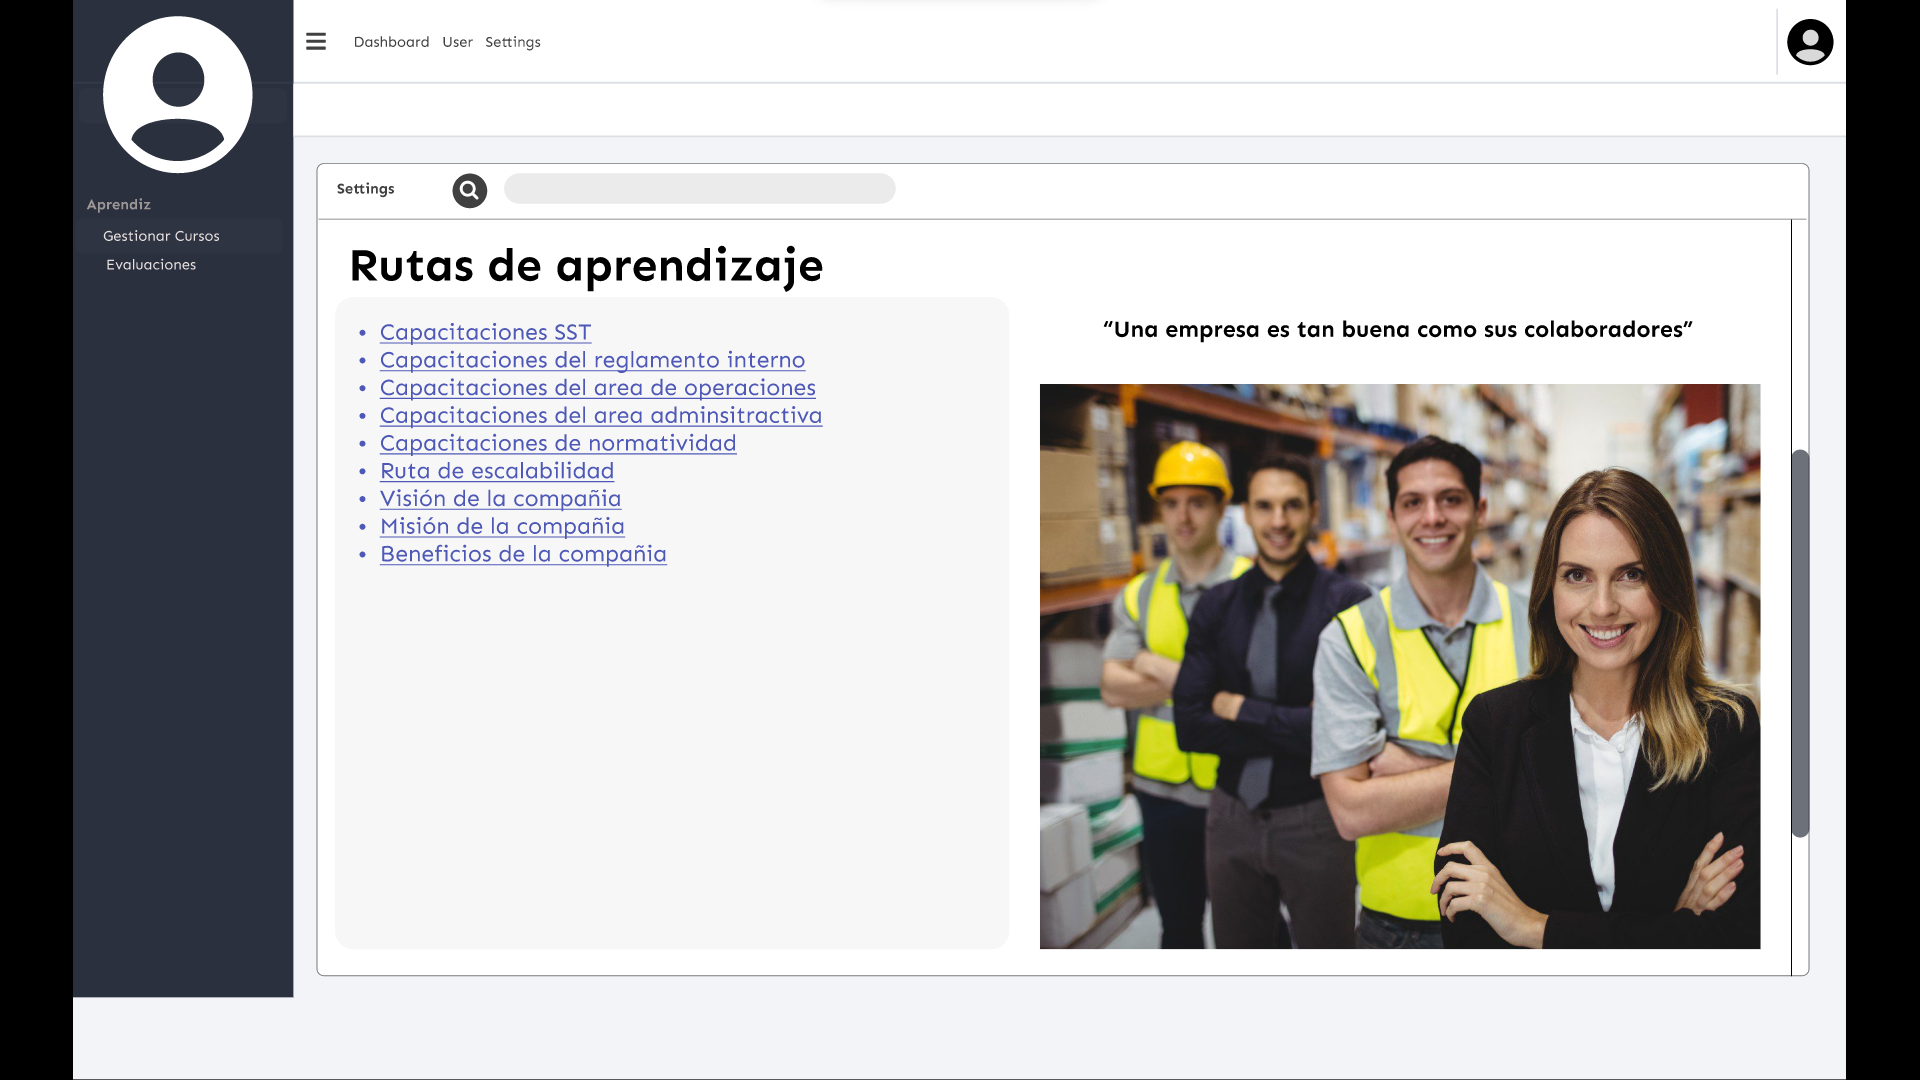 Dashboard User Settings
Aprendiz
Gestionar Cursos
Evaluaciones
Settings
Rutas de aprendizaje
• Capacitaciones SST
• Capacitaciones del reglamento interno
• Capacitaciones del area de operaciones
• Capacitaciones del area adminsitractiva
• Capacitaciones de normatividad
• Ruta de escalabilidad
• Visión de la compañia
• Misión de la compañia
• Beneficios de la compañia
“Una empresa es tan buena como sus colaboradores”